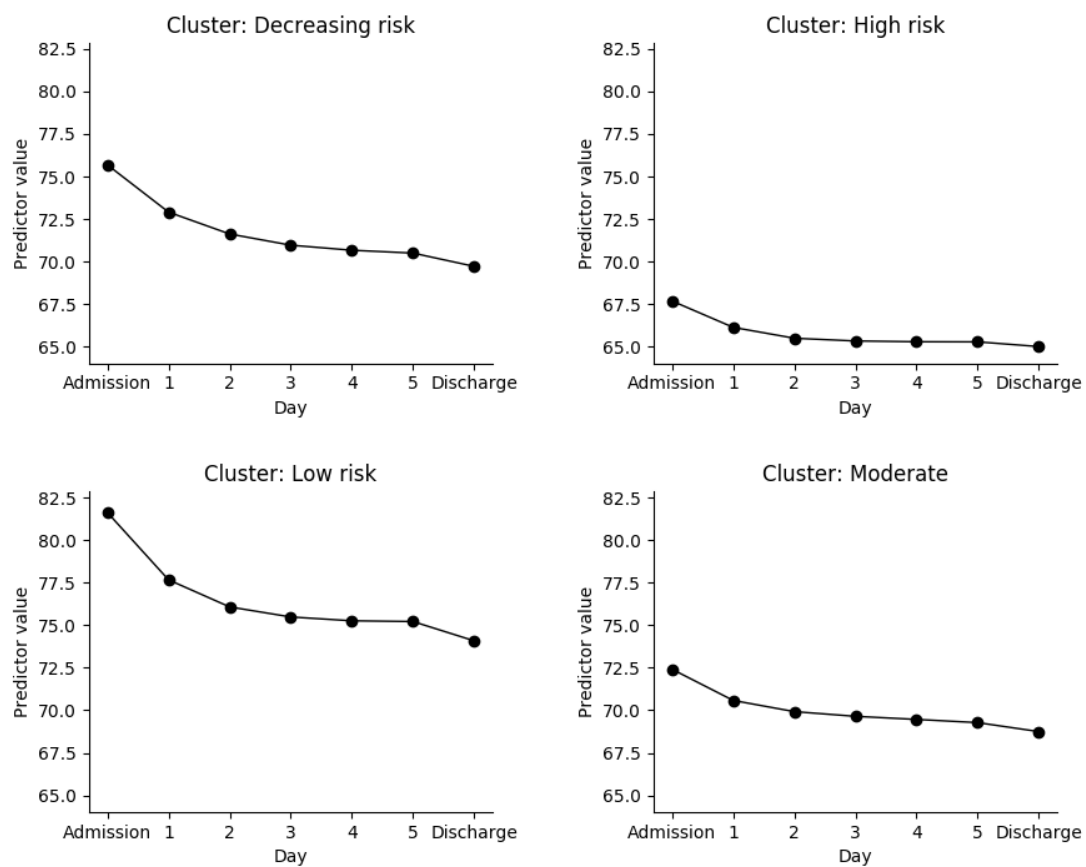 Cluster: Decreasing risk
82.5
80.0
77.5
75.0
72.5
70.0
67.5
65.0
Predictor value
Admission 1 2 3 4 5 Discharge
Day
Cluster: High risk
82.5
80.0
77.5
75.0
72.5
70.0
67.5
65.0
Predictor value
Admission 1 2 3 4 5 Discharge
Day
Cluster: Low risk
82.5
80.0
77.5
75.0
72.5
70.0
67.5
65.0
Predictor value
Admission 1 2 3 4 5 Discharge
Day
Cluster: Moderate
82.5
80.0
77.5
75.0
72.5
70.0
67.5
65.0
Predictor value
Admission 1 2 3 4 5 Discharge
Day